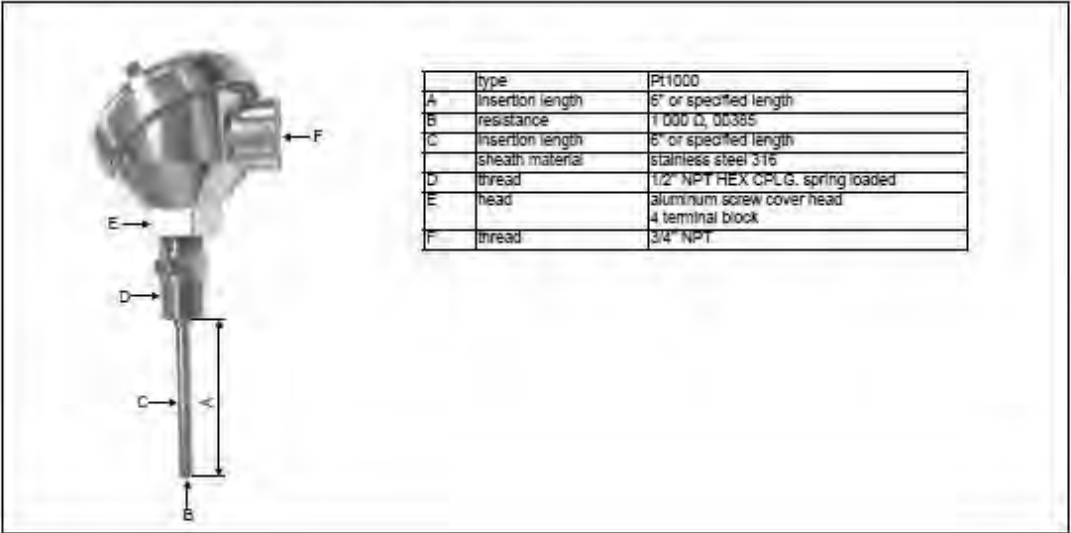 type Pt1000
A insertion length 6" or specified length
B resistance 1 000 Ω, 00385
C insertion length 6" or specified length
sheath material stainless steel 316
D thread 1/2" NPT HEX CPLG. spring loaded
E head aluminum screw cover head
4 terminal block
F thread 3/4" NPT
F
E
D
C
A
B